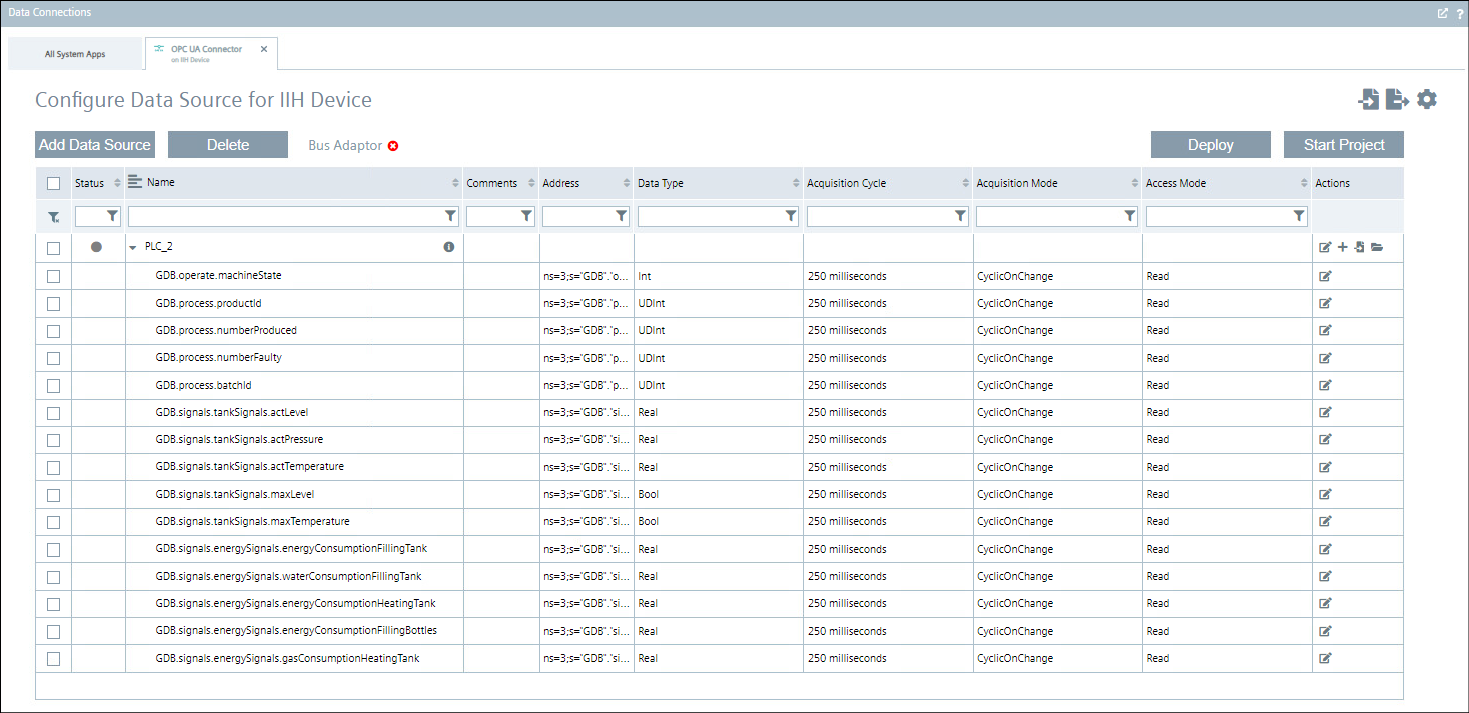 Data Connections
?
All System Apps
OPC UA Connector
on IIH Device
Configure Data Source for IIH Device
Add Data Source Delete Bus Adaptor Deploy Start Project
Status Name Comments Address Data Type Acquisition Cycle Acquisition Mode Access Mode Actions
PLC_2
GDB.operate.machineState ns=3;s="GDB"."o... Int 250 milliseconds CyclicOnChange Read
GDB.process.productId ns=3;s="GDB"."p... UDInt 250 milliseconds CyclicOnChange Read
GDB.process.numberProduced ns=3;s="GDB"."p... UDInt 250 milliseconds CyclicOnChange Read
GDB.process.numberFaulty ns=3;s="GDB"."p... UDInt 250 milliseconds CyclicOnChange Read
GDB.process.batchId ns=3;s="GDB"."p... UDInt 250 milliseconds CyclicOnChange Read
GDB.signals.tankSignals.actLevel ns=3;s="GDB"."si... Real 250 milliseconds CyclicOnChange Read
GDB.signals.tankSignals.actPressure ns=3;s="GDB"."si... Real 250 milliseconds CyclicOnChange Read
GDB.signals.tankSignals.actTemperature ns=3;s="GDB"."si... Real 250 milliseconds CyclicOnChange Read
GDB.signals.tankSignals.maxLevel ns=3;s="GDB"."si... Bool 250 milliseconds CyclicOnChange Read
GDB.signals.tankSignals.maxTemperature ns=3;s="GDB"."si... Bool 250 milliseconds CyclicOnChange Read
GDB.signals.energySignals.energyConsumptionFillingTank ns=3;s="GDB"."si... Real 250 milliseconds CyclicOnChange Read
GDB.signals.energySignals.waterConsumptionFillingTank ns=3;s="GDB"."si... Real 250 milliseconds CyclicOnChange Read
GDB.signals.energySignals.energyConsumptionHeatingTank ns=3;s="GDB"."si... Real 250 milliseconds CyclicOnChange Read
GDB.signals.energySignals.energyConsumptionFillingBottles ns=3;s="GDB"."si... Real 250 milliseconds CyclicOnChange Read
GDB.signals.energySignals.gasConsumptionHeatingTank ns=3;s="GDB"."si... Real 250 milliseconds CyclicOnChange Read